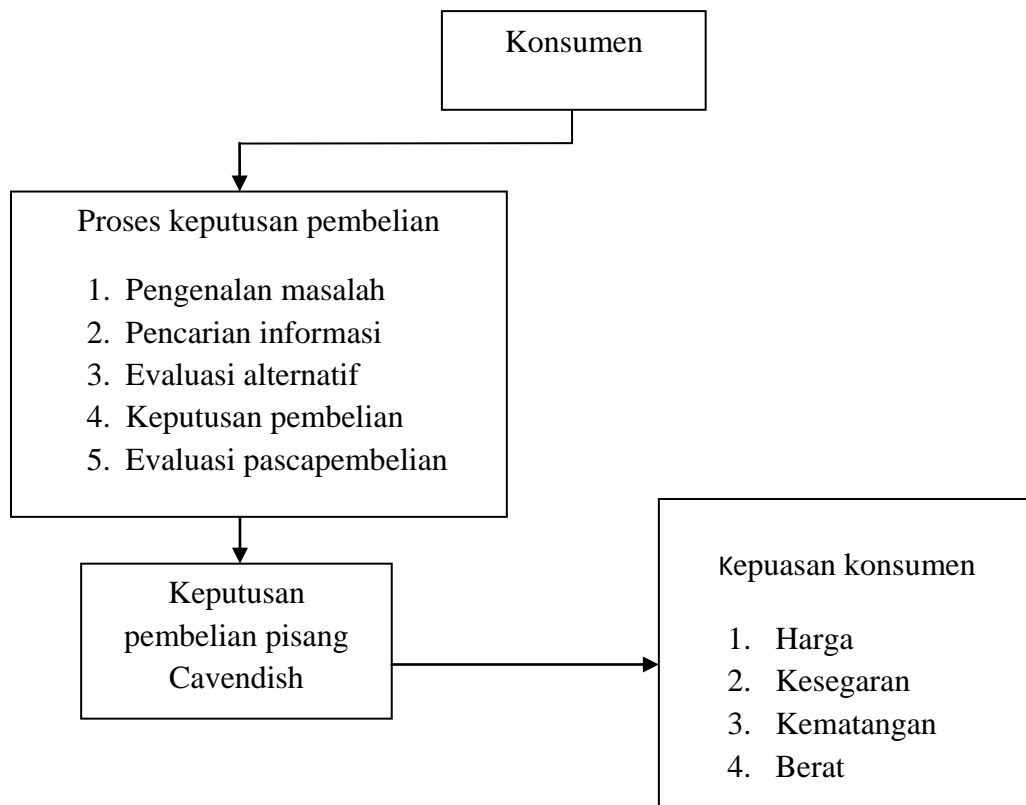 Konsumen
Proses keputusan pembelian
1. Pengenalan masalah
2. Pencarian informasi
3. Evaluasi alternatif
4. Keputusan pembelian
5. Evaluasi pascapembelian
Keputusan
pembelian pisang
Cavendish
Kepuasan konsumen
1. Harga
2. Kesegaran
3. Kematangan
4. Berat